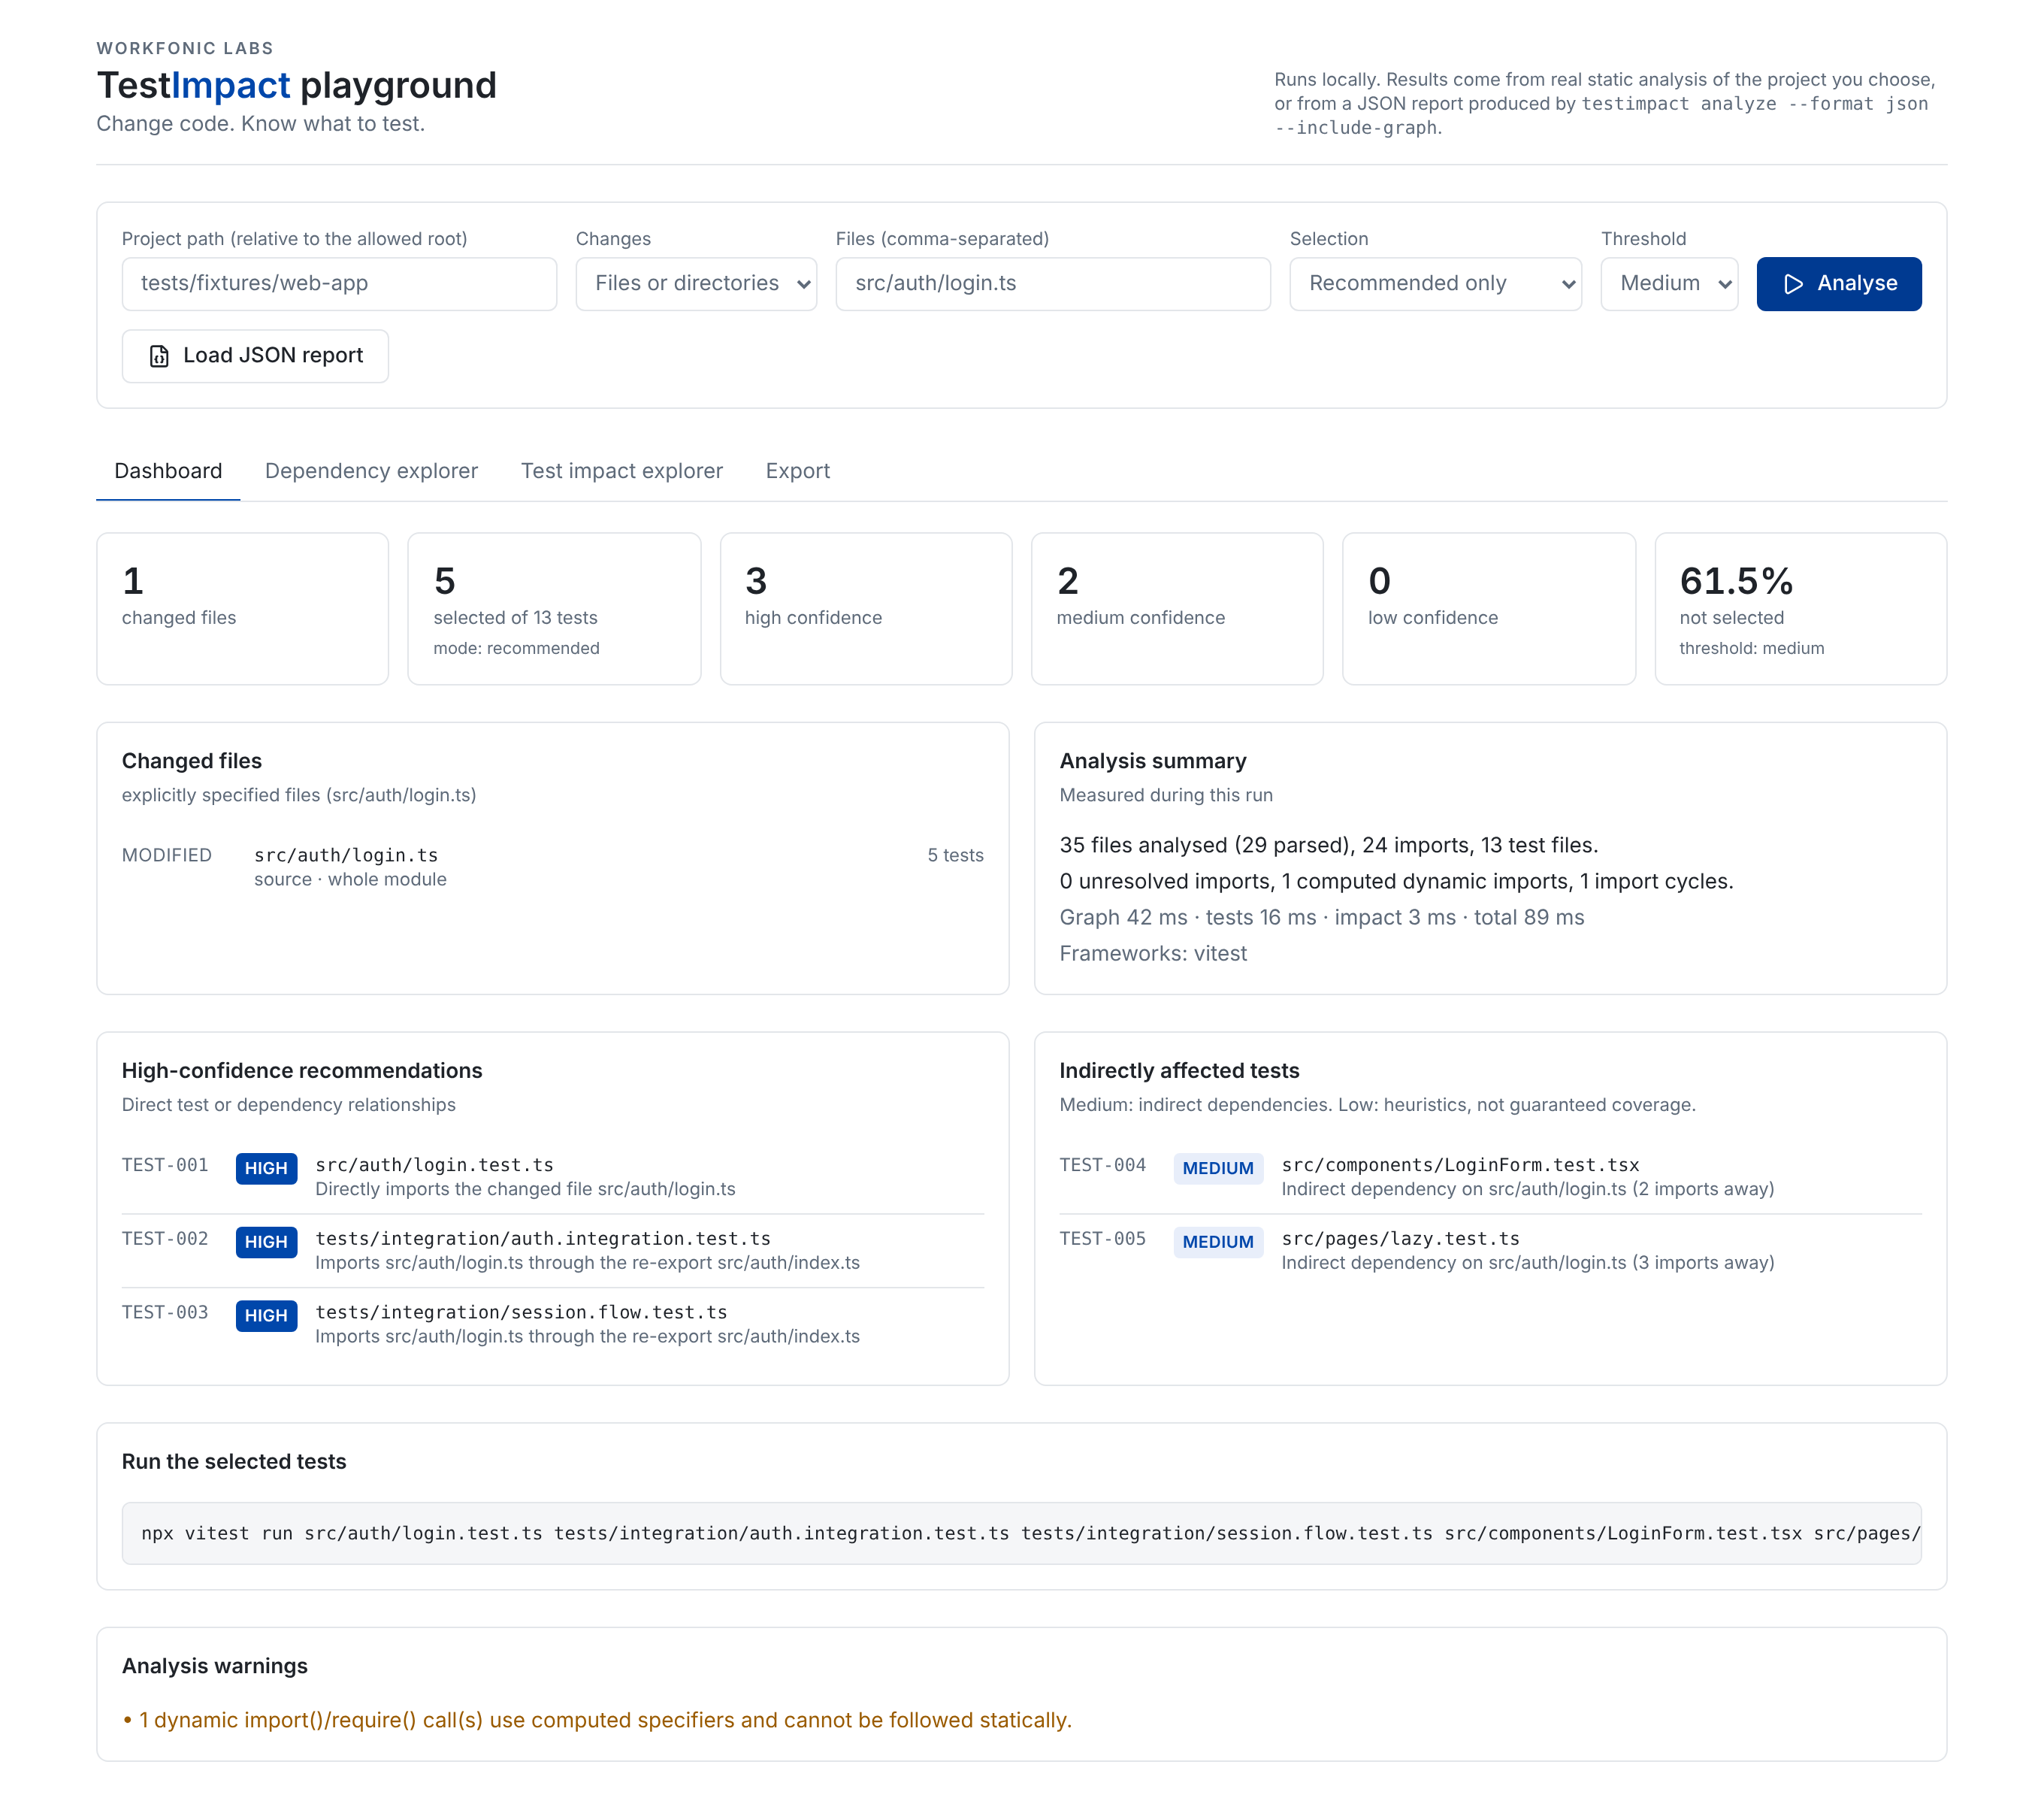 WORKFONIC LABS
TestImpact playground
Change code. Know what to test.
Runs locally. Results come from real static analysis of the project you choose,
or from a JSON report produced by testimpact analyze --format json
--include-graph.
Project path (relative to the allowed root)
Changes
Files (comma-separated)
Selection
Threshold
tests/fixtures/web-app
Files or directories
src/auth/login.ts
Recommended only
Medium
Analyse
Load JSON report
Dashboard
Dependency explorer
Test impact explorer
Export
1
changed files
5
selected of 13 tests
mode: recommended
3
high confidence
2
medium confidence
0
low confidence
61.5%
not selected
threshold: medium
Changed files
explicitly specified files (src/auth/login.ts)
MODIFIED src/auth/login.ts 5 tests
source · whole module
Analysis summary
Measured during this run
35 files analysed (29 parsed), 24 imports, 13 test files.
0 unresolved imports, 1 computed dynamic imports, 1 import cycles.
Graph 42 ms · tests 16 ms · impact 3 ms · total 89 ms
Frameworks: vitest
High-confidence recommendations
Direct test or dependency relationships
TEST-001 HIGH src/auth/login.test.ts
Directly imports the changed file src/auth/login.ts
TEST-002 HIGH tests/integration/auth.integration.test.ts
Imports src/auth/login.ts through the re-export src/auth/index.ts
TEST-003 HIGH tests/integration/session.flow.test.ts
Imports src/auth/login.ts through the re-export src/auth/index.ts
Indirectly affected tests
Medium: indirect dependencies. Low: heuristics, not guaranteed coverage.
TEST-004 MEDIUM src/components/LoginForm.test.tsx
Indirect dependency on src/auth/login.ts (2 imports away)
TEST-005 MEDIUM src/pages/lazy.test.ts
Indirect dependency on src/auth/login.ts (3 imports away)
Run the selected tests
npx vitest run src/auth/login.test.ts tests/integration/auth.integration.test.ts tests/integration/session.flow.test.ts src/components/LoginForm.test.tsx src/pages/
Analysis warnings
• 1 dynamic import()/require() call(s) use computed specifiers and cannot be followed statically.